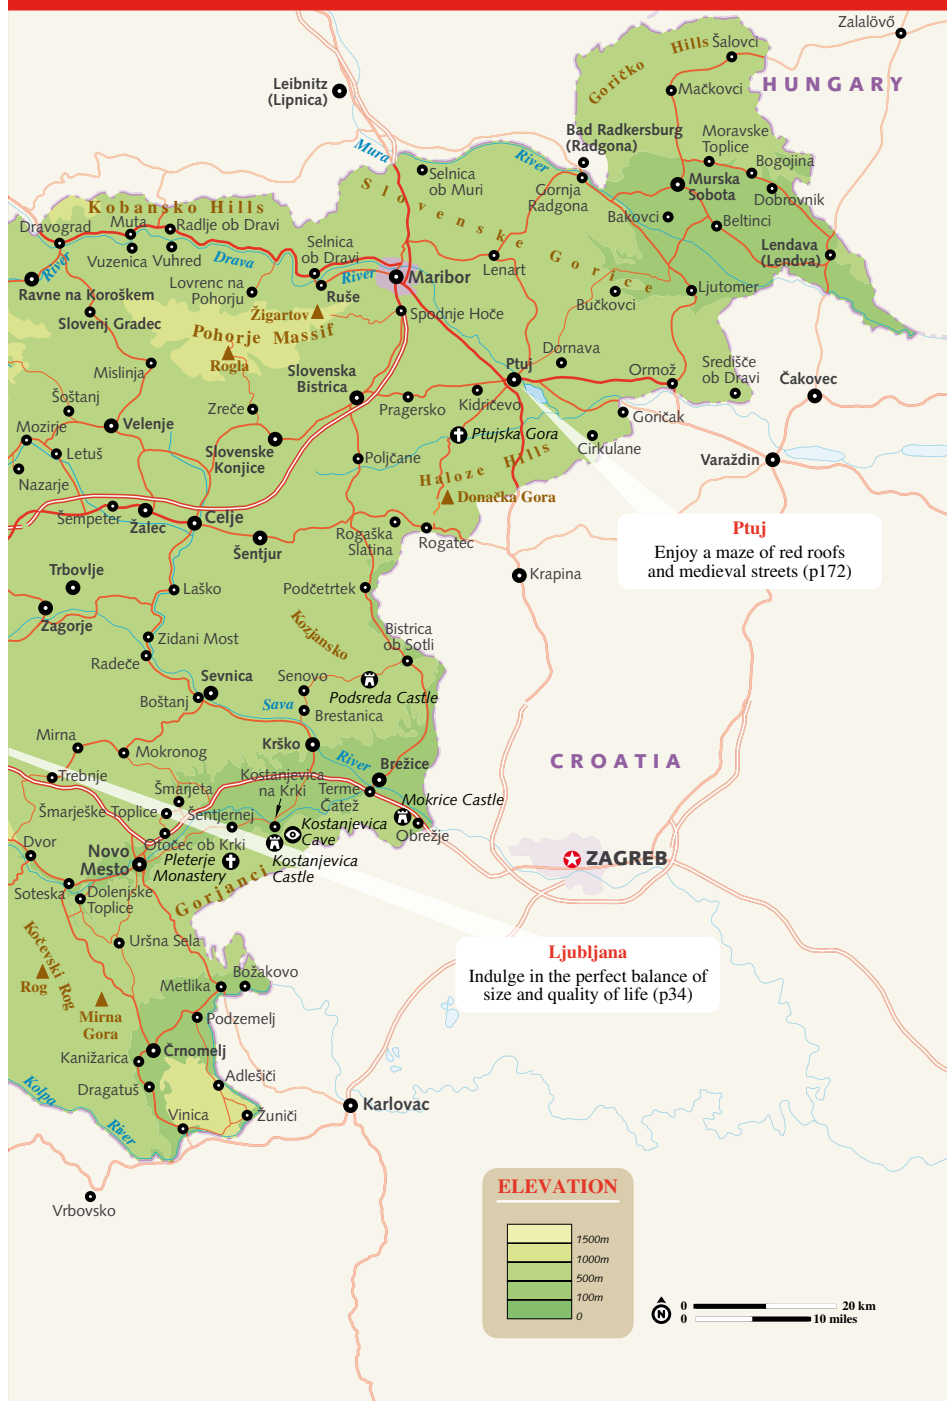 Zalalövő
Goričko Hills
Šalovci
HUNGARY
Leibnitz
(Lipnica)
Mačkovci
Bad Radkersburg
(Radgona)
Moravske
Toplice
Bogojina
Mura
River
Selnica
ob Muri
Gornja
Radgona
Murska
Sobota
Dobrovnik
Slovenske Gorice
Kobansko Hills
Bakovci
Beltinci
Dravograd
Muta
Radlje ob Dravi
Vuzenica
Vuhred
Drava
River
Selnica
ob Dravi
Lendava
(Lendva)
River
Ravne na Koroškem
Lovrenc na
Pohorju
Ruše
Maribor
Lenart
Bučkovci
Ljutomer
Slovenj Gradec
Žigartov
Spodnje Hoče
Pohorje Massif
Rogla
Mislinja
Slovenska
Bistrica
Ptuj
Dornava
Ormož
Središče
ob Dravi
Čakovec
Šoštanj
Zreče
Pragersko
Kidričevo
Goričak
Mozirje
Velenje
Ptujska Gora
Cirkulane
Letuš
Slovenske
Konjice
Poljčane
Haloze Hills
Varaždin
Nazarje
Donačka Gora
Šempeter
Žalec
Celje
Šentjur
Rogaška
Slatina
Rogatec
Ptuj
Enjoy a maze of red roofs
and medieval streets (p172)
Trbovlje
Laško
Podčetrtek
Krapina
Zagorje
Kozjansko
Bistrica
ob Sotli
Zidani Most
Radeče
Sevnica
Senovo
Podsreda Castle
Boštanj
Sava
Brestanica
Mirna
Mokronog
Krško
River
Brežice
CROATIA
Trebnje
Kostanjevica
na Krki
Terme
Čatež
Šmarjeta
Mokrice Castle
Šmarješke Toplice
Šentjernej
Kostanjevica
Cave
Obrežje
Dvor
Otočec ob Krki
Novo
Mesto
Pleterje
Monastery
Kostanjevica
Castle
ZAGREB
Soteska
Dolenjske
Toplice
Gorjanci
Kočevski Rog
Uršna Sela
Ljubljana
Indulge in the perfect balance of
size and quality of life (p34)
Rog
Metlika
Božakovo
Mirna
Gora
Podzemelj
Črnomelj
Kanižarica
Adlešiči
Dragatuš
Kolpa
River
Vinica
Žuniči
Karlovac
Vrbovsko
ELEVATION
1500m
1000m
500m
100m
0
N
0 20 km
0 10 miles